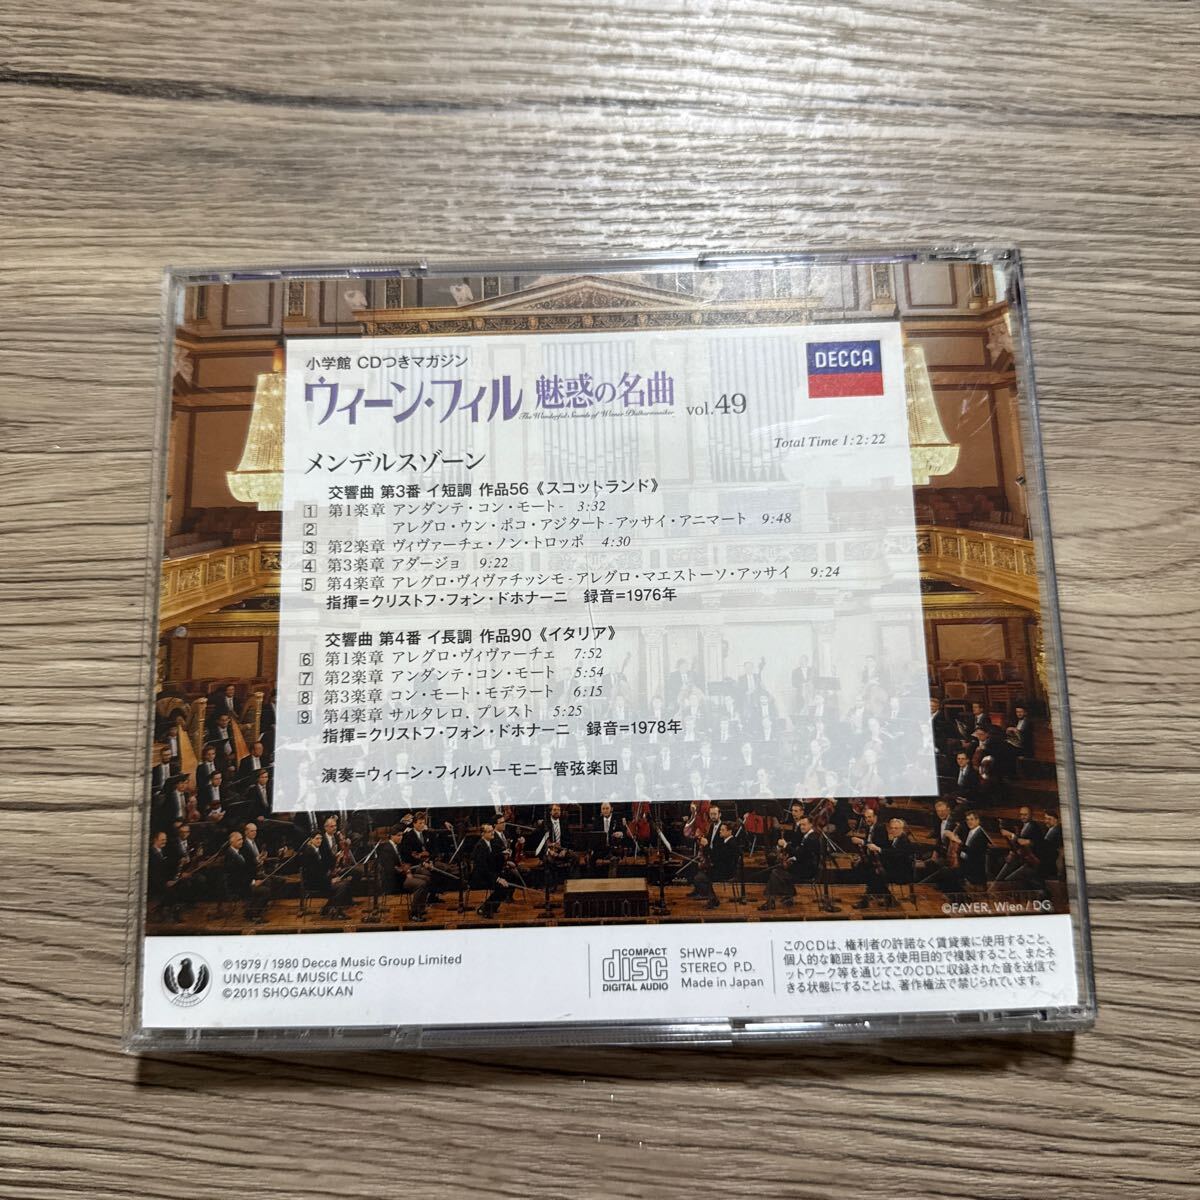 小学館 CDつきマガジン
ウィーン・フィル 魅惑の名曲 vol.49
The Wonderful Sounds of Wiener Philharmoniker
DECCA
Total Time 1:2:22
メンデルスゾーン
交響曲 第3番 イ短調 作品56《スコットランド》
1 第1楽章 アンダンテ・コン・モート - 3:32
2 アレグロ・ウン・ポコ・アジタート - アッサイ・アニマート 9:48
3 第2楽章 ヴィヴァーチェ・ノン・トロッポ 4:30
4 第3楽章 アダージョ 9:22
5 第4楽章 アレグロ・ヴィヴァチッシモ - アレグロ・マエストーソ・アッサイ 9:24
指揮=クリストフ・フォン・ドホナーニ 録音=1976年
交響曲 第4番 イ長調 作品90《イタリア》
6 第1楽章 アレグロ・ヴィヴァーチェ 7:52
7 第2楽章 アンダンテ・コン・モート 5:54
8 第3楽章 コン・モート・モデラート 6:15
9 第4楽章 サルタレロ, プレスト 5:25
指揮=クリストフ・フォン・ドホナーニ 録音=1978年
演奏=ウィーン・フィルハーモニー管弦楽団
©FAYER, Wien / DG
℗1979 / 1980 Decca Music Group Limited
UNIVERSAL MUSIC LLC
©2011 SHOGAKUKAN
COMPACT
disc
DIGITAL AUDIO
SHWP-49
STEREO P.D.
Made in Japan
このCDは、権利者の許諾なく賃貸業に使用すること、
個人的な範囲を超える使用目的で複製すること、またネ
ットワーク等を通じてこのCDに収録された音を送信で
きる状態にすることは、著作権法で禁じられています。